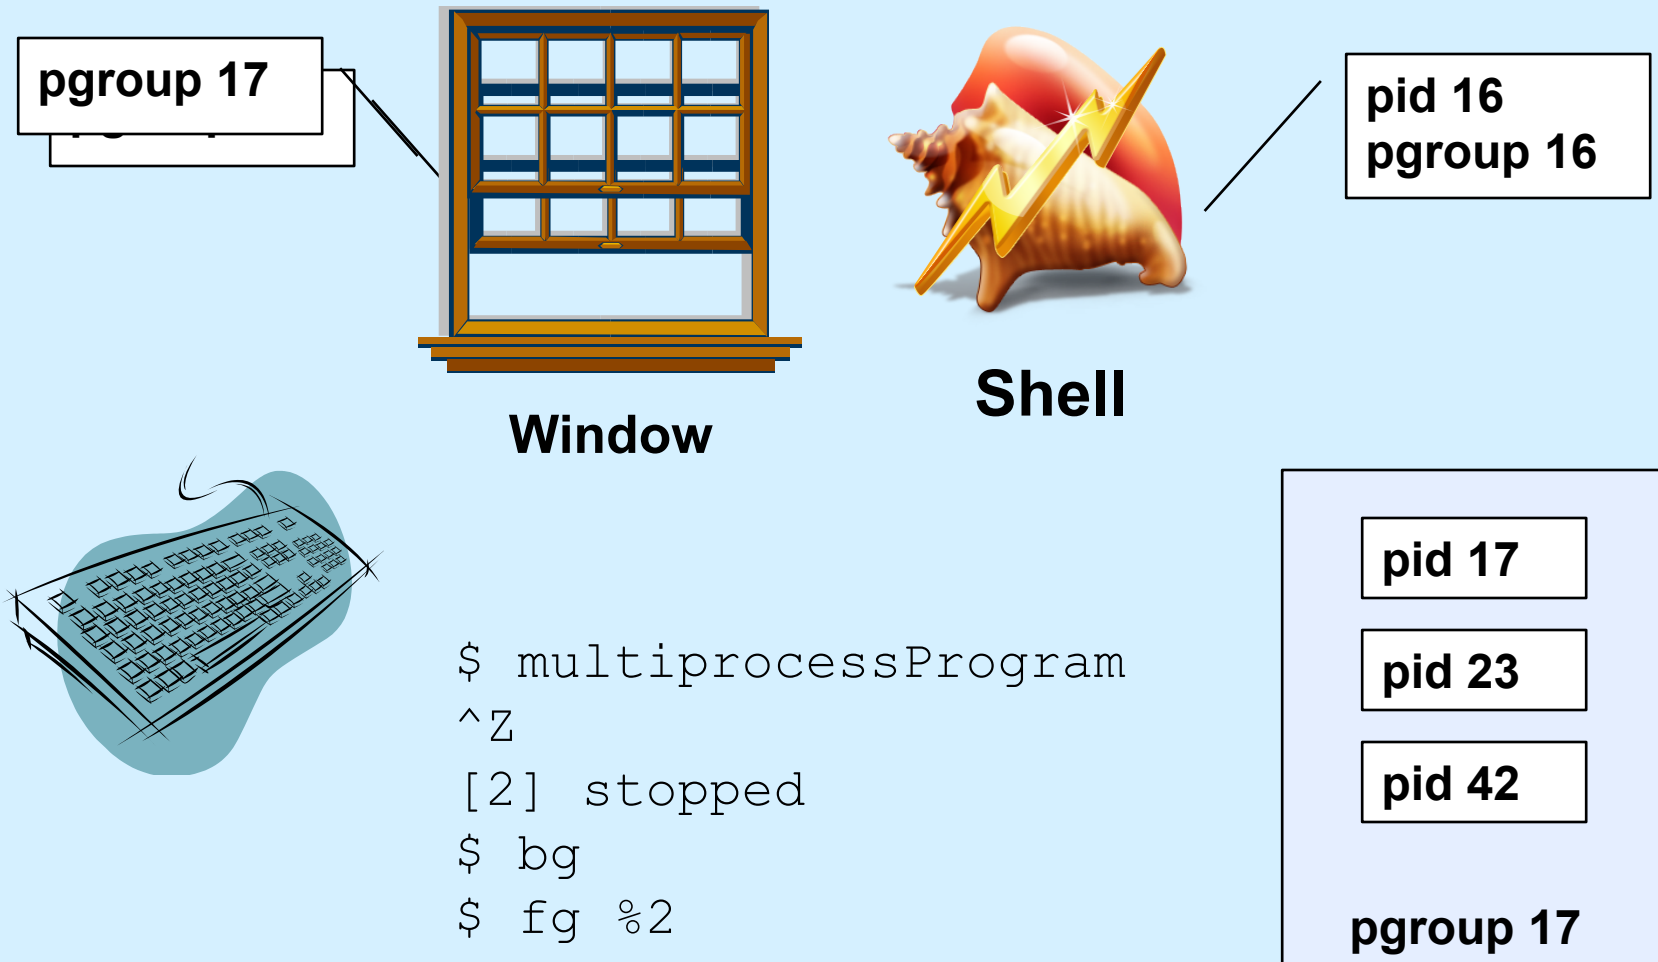 pgroup 17
pid 16
pgroup 16
Window
Shell
$ multiprocessProgram
^Z
[2] stopped
$ bg
$ fg %2
pid 17
pid 23
pid 42
pgroup 17